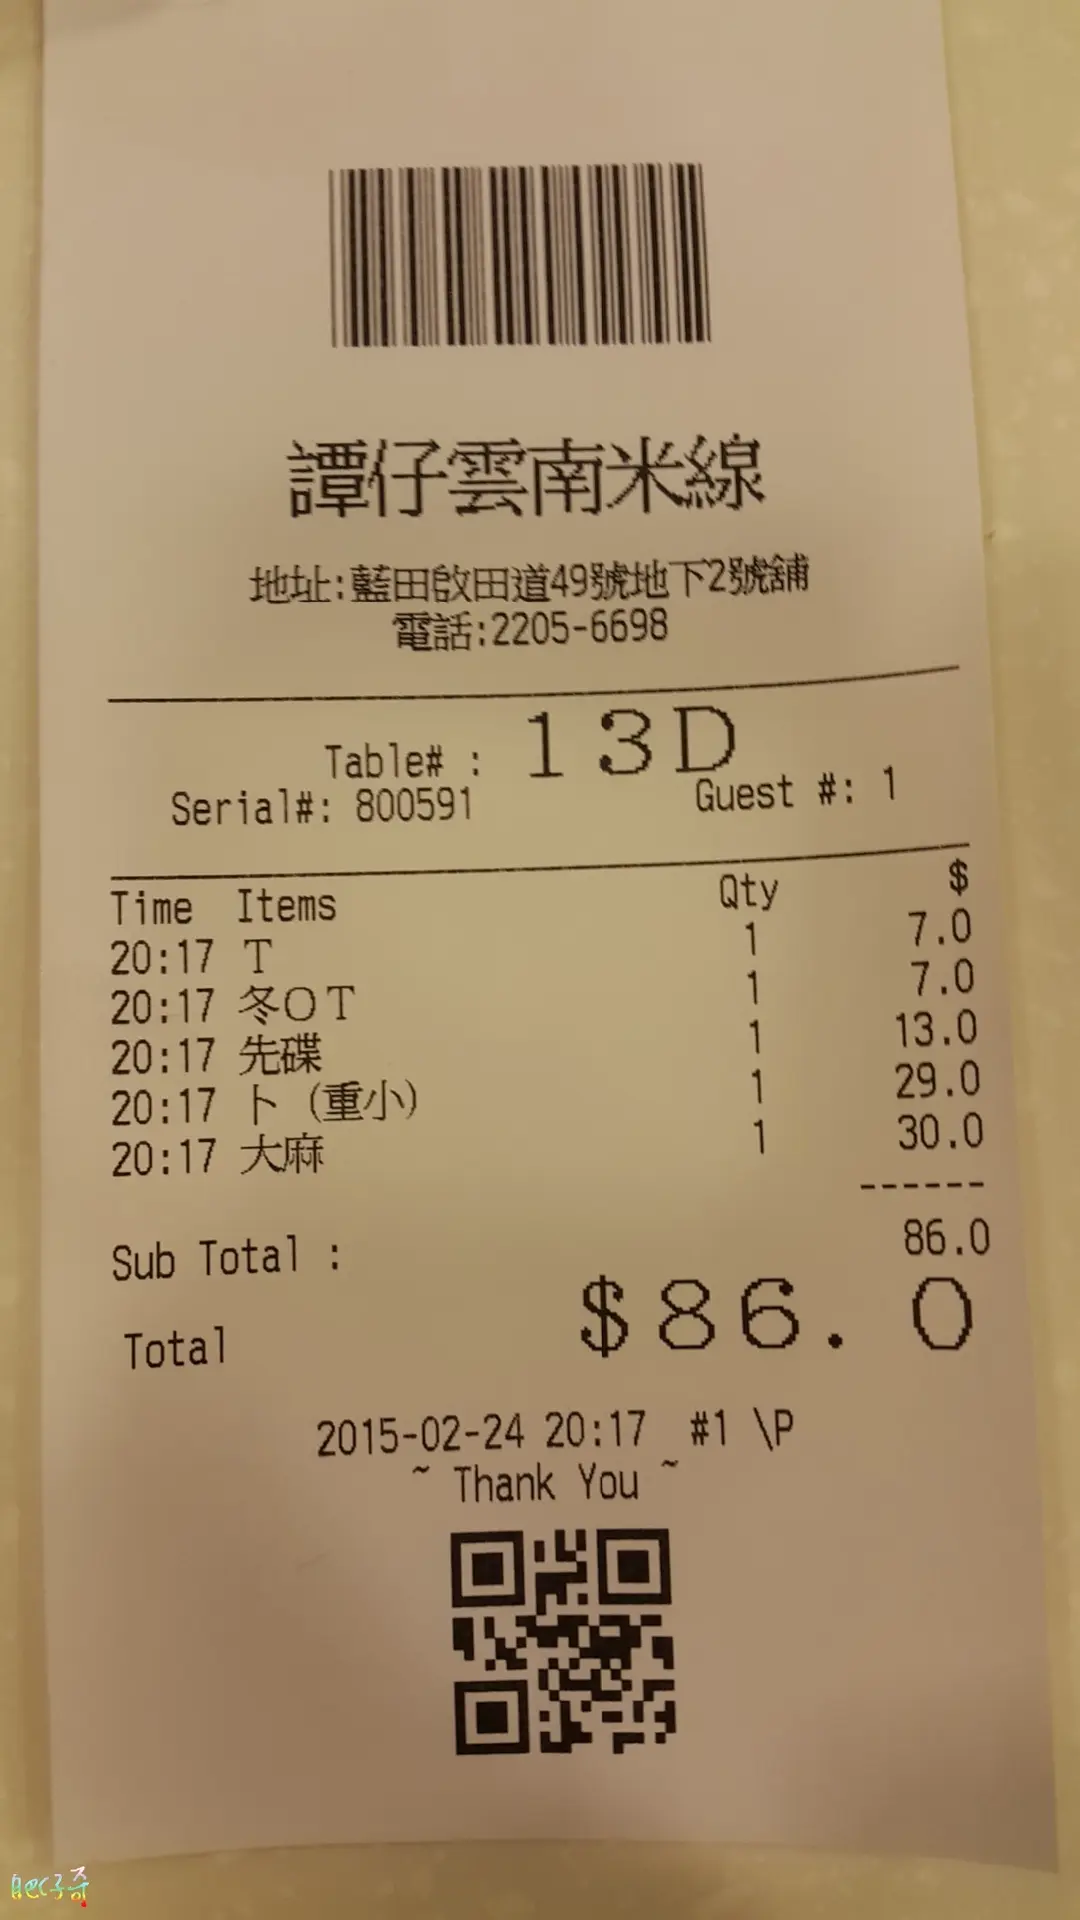 譚仔雲南米線
地址:藍田啟田道49號地下2號舖
電話:2205-6698
Table# : 13D
Serial#: 800591 Guest #: 1
Time Items Qty $
20:17 T 1 7.0
20:17 冬OT 1 7.0
20:17 先碟 1 13.0
20:17 卜 (重小) 1 29.0
20:17 大麻 1 30.0
------
Sub Total : 86.0
Total $86.0
2015-02-24 20:17 #1 \P
~ Thank You ~
肥仔奇